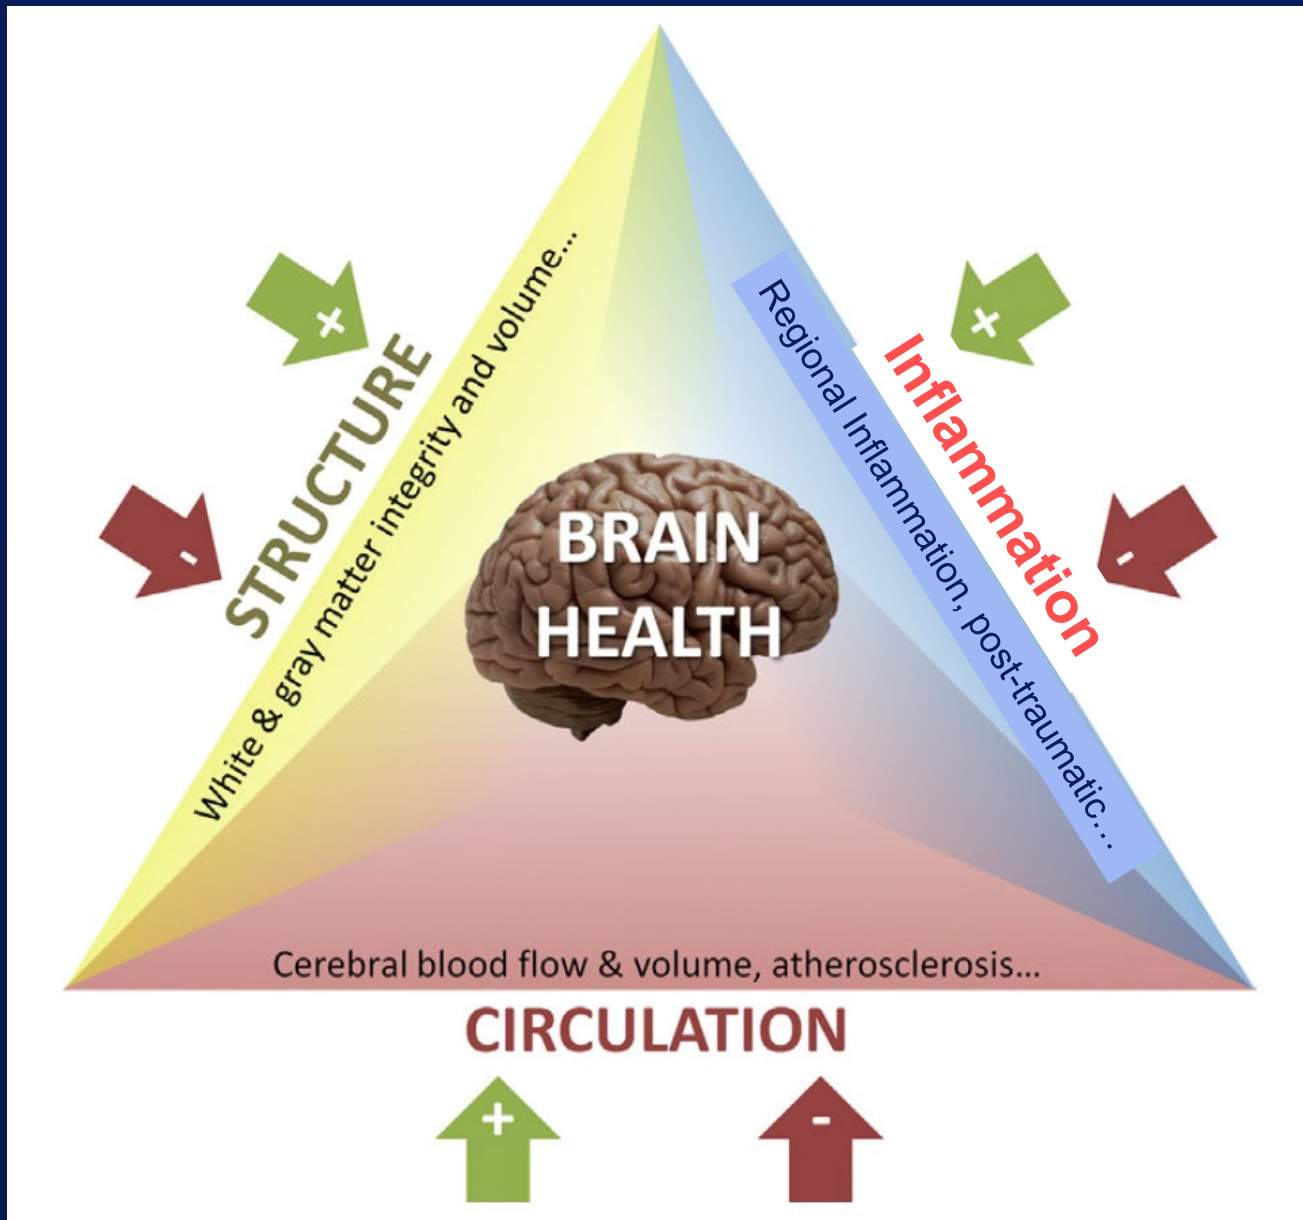 STRUCTURE
White & gray matter integrity and volume...
Inflammation
Regional Inflammation, post-traumatic...
BRAIN
HEALTH
Cerebral blood flow & volume, atherosclerosis...
CIRCULATION
+
-
+
-
+
-